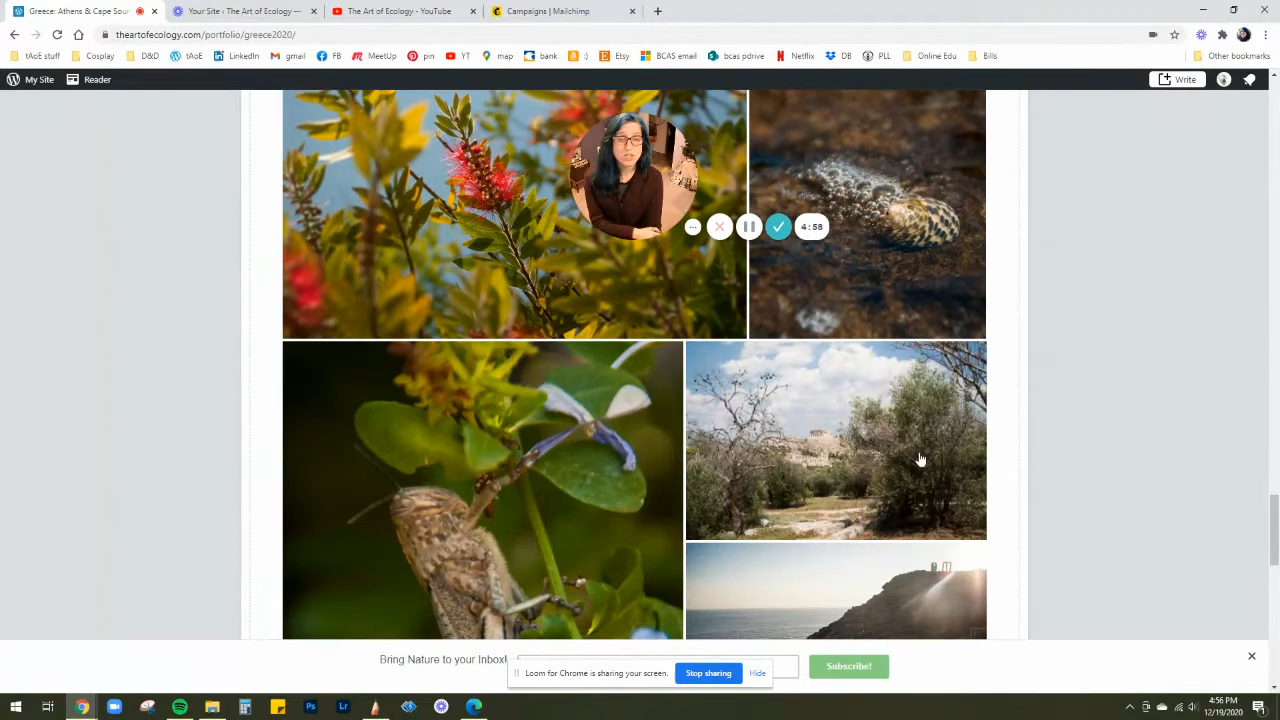 Greece: Athens & Cape Sour
Your Site ‹ The Art of Ecology —
The Art of Ecology - YouTube
Campaigns | Mailchimp
theartofecology.com/portfolio/greece2020/
tAoE stuff Cosplay D&D tAoE LinkedIn gmail FB MeetUp pin YT map bank :) Etsy BCAS email bcas pdrive Netflix DB PLL Online Edu Bills Other bookmarks
My Site Reader Write
4:58
Bring Nature to your Inbox!
Subscribe!
Loom for Chrome is sharing your screen. Stop sharing Hide
4:56 PM
12/19/2020